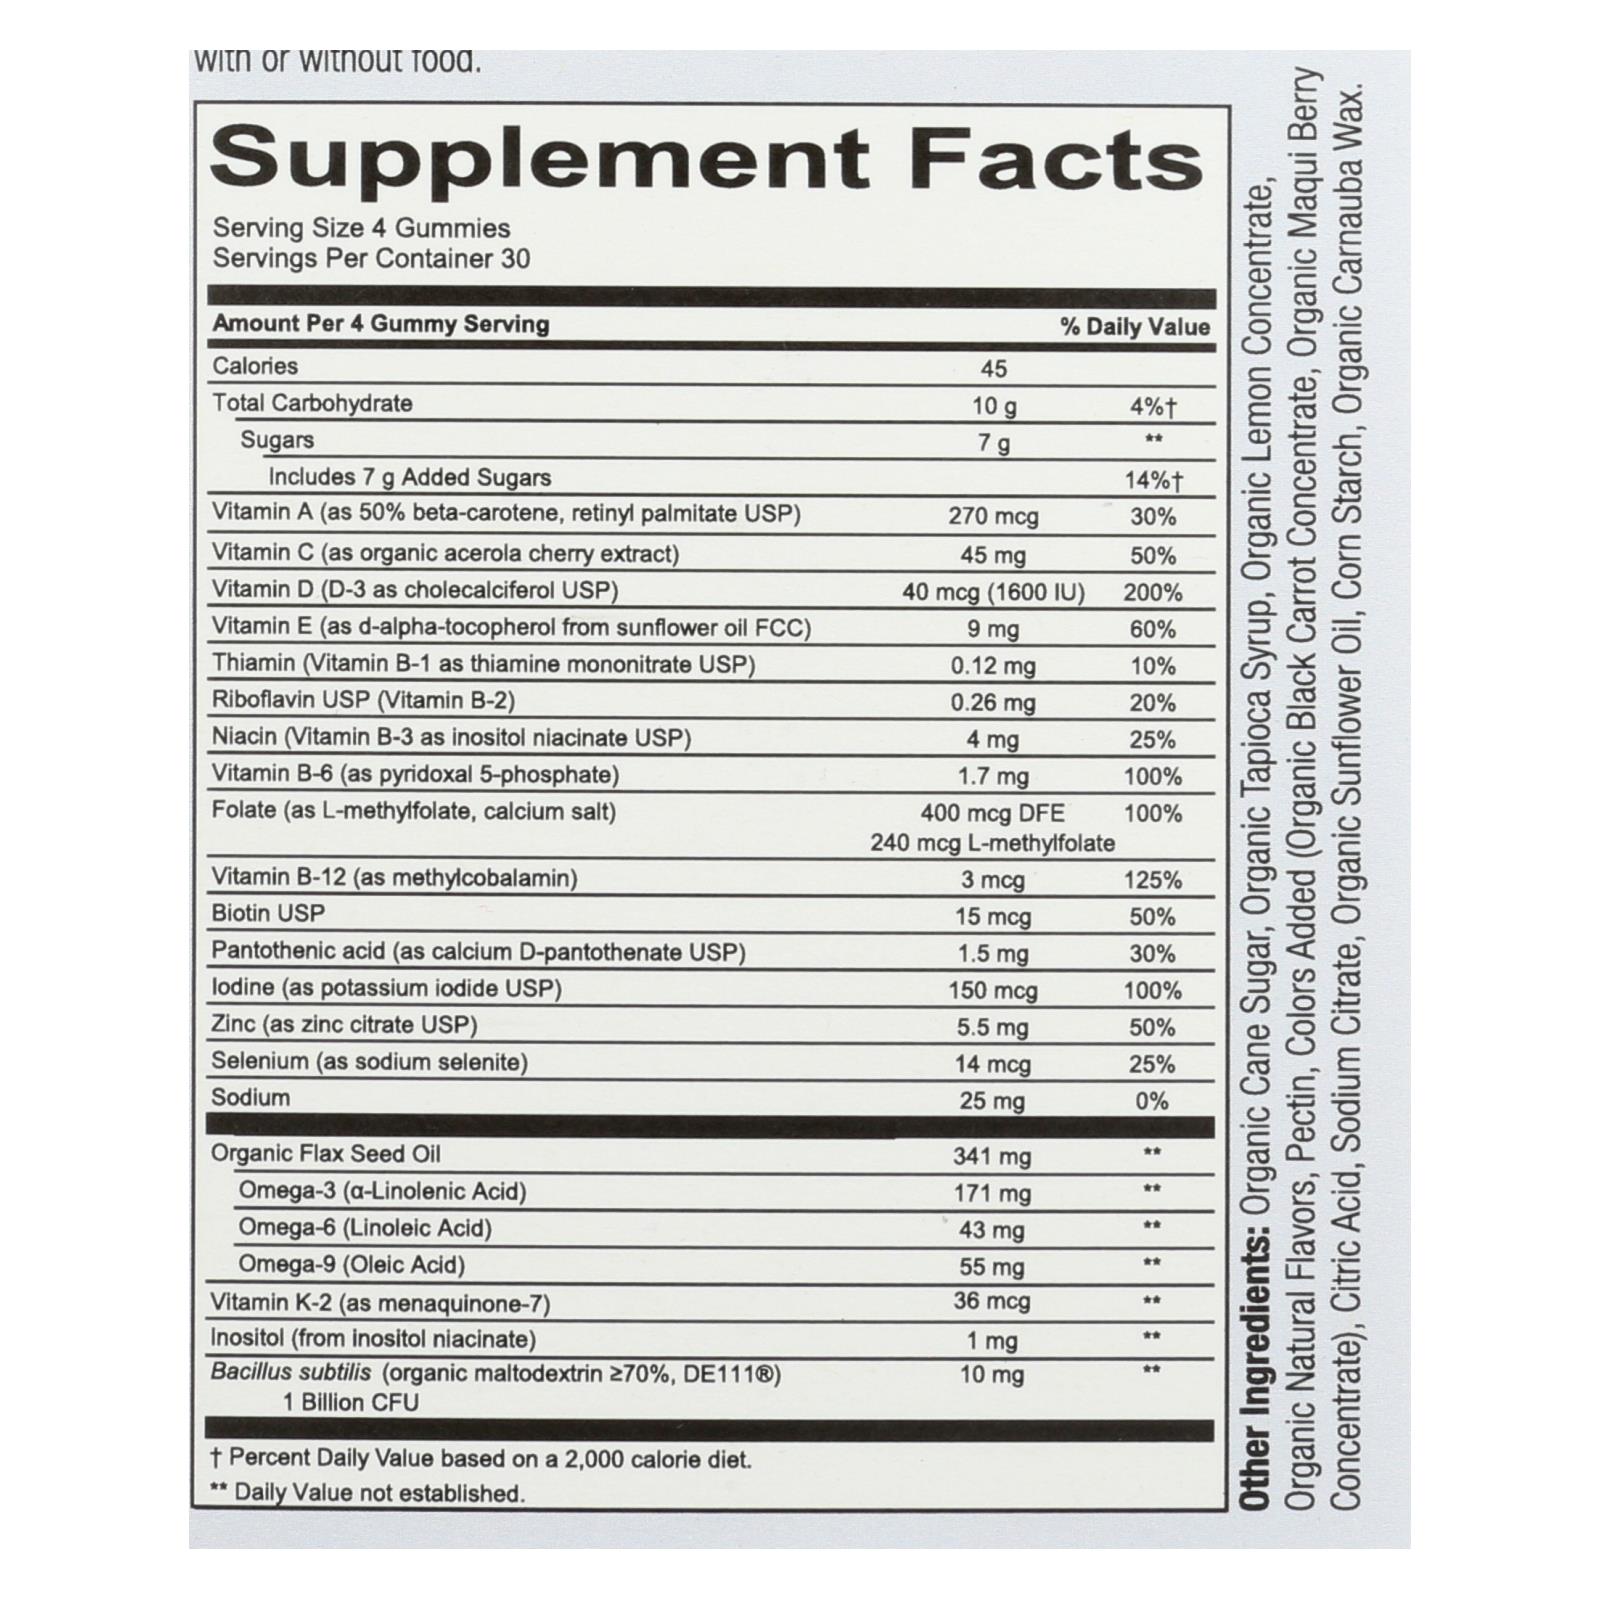 with or without food.
Supplement Facts
Serving Size 4 Gummies
Servings Per Container 30
Amount Per 4 Gummy Serving % Daily Value
Calories 45
Total Carbohydrate 10 g 4%†
Sugars 7 g **
Includes 7 g Added Sugars 14%†
Vitamin A (as 50% beta-carotene, retinyl palmitate USP) 270 mcg 30%
Vitamin C (as organic acerola cherry extract) 45 mg 50%
Vitamin D (D-3 as cholecalciferol USP) 40 mcg (1600 IU) 200%
Vitamin E (as d-alpha-tocopherol from sunflower oil FCC) 9 mg 60%
Thiamin (Vitamin B-1 as thiamine mononitrate USP) 0.12 mg 10%
Riboflavin USP (Vitamin B-2) 0.26 mg 20%
Niacin (Vitamin B-3 as inositol niacinate USP) 4 mg 25%
Vitamin B-6 (as pyridoxal 5-phosphate) 1.7 mg 100%
Folate (as L-methylfolate, calcium salt) 400 mcg DFE 100%
240 mcg L-methylfolate
Vitamin B-12 (as methylcobalamin) 3 mcg 125%
Biotin USP 15 mcg 50%
Pantothenic acid (as calcium D-pantothenate USP) 1.5 mg 30%
Iodine (as potassium iodide USP) 150 mcg 100%
Zinc (as zinc citrate USP) 5.5 mg 50%
Selenium (as sodium selenite) 14 mcg 25%
Sodium 25 mg 0%
Organic Flax Seed Oil 341 mg **
Omega-3 (α-Linolenic Acid) 171 mg **
Omega-6 (Linoleic Acid) 43 mg **
Omega-9 (Oleic Acid) 55 mg **
Vitamin K-2 (as menaquinone-7) 36 mcg **
Inositol (from inositol niacinate) 1 mg **
Bacillus subtilis (organic maltodextrin ≥70%, DE111®) 10 mg **
1 Billion CFU
† Percent Daily Value based on a 2,000 calorie diet.
** Daily Value not established.
Other Ingredients: Organic Cane Sugar, Organic Tapioca Syrup, Organic Lemon Concentrate,
Organic Natural Flavors, Pectin, Colors Added (Organic Black Carrot Concentrate, Organic Maqui Berry
Concentrate), Citric Acid, Sodium Citrate, Organic Sunflower Oil, Corn Starch, Organic Carnauba Wax.